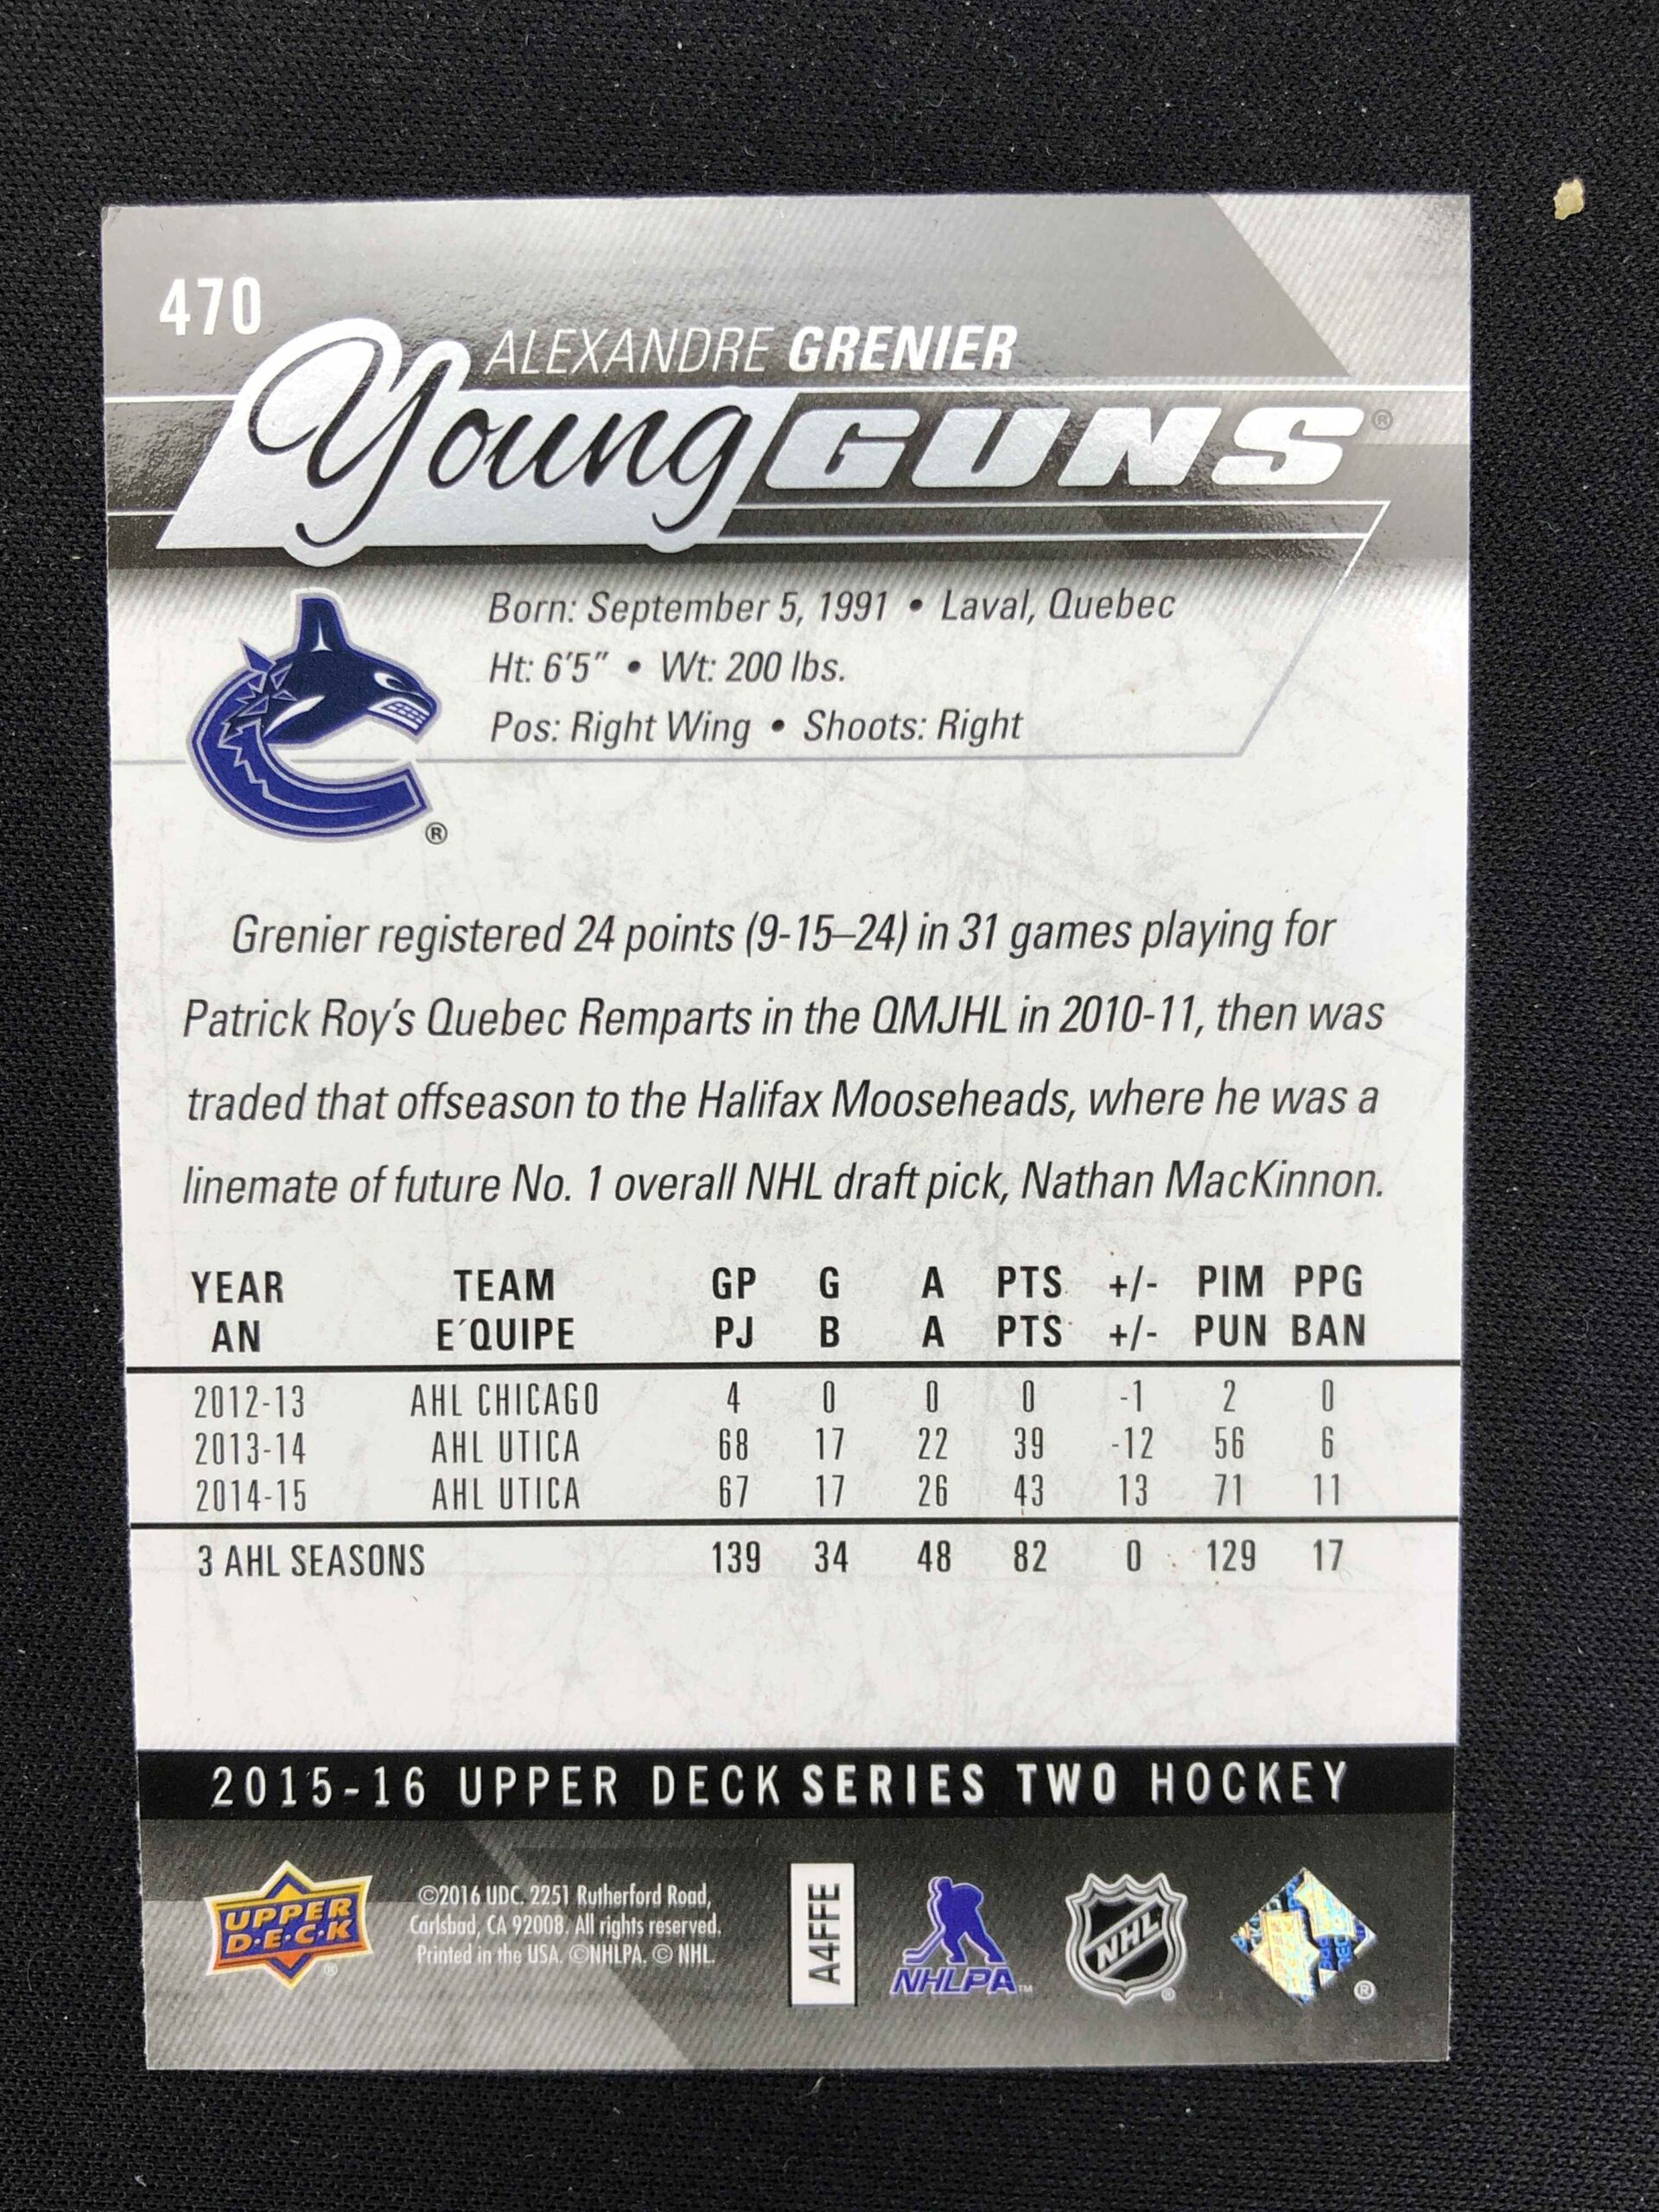 470
ALEXANDRE GRENIER
Young GUNS®
Born: September 5, 1991 • Laval, Quebec
Ht: 6'5" • Wt: 200 lbs.
Pos: Right Wing • Shoots: Right
®
Grenier registered 24 points (9-15–24) in 31 games playing for
Patrick Roy's Quebec Remparts in the QMJHL in 2010-11, then was
traded that offseason to the Halifax Mooseheads, where he was a
linemate of future No. 1 overall NHL draft pick, Nathan MacKinnon.
YEAR TEAM GP G A PTS +/- PIM PPG
AN E´QUIPE PJ B A PTS +/- PUN BAN
2012-13 AHL CHICAGO 4 0 0 0 -1 2 0
2013-14 AHL UTICA 68 17 22 39 -12 56 6
2014-15 AHL UTICA 67 17 26 43 13 71 11
3 AHL SEASONS 139 34 48 82 0 129 17
2015-16 UPPER DECK SERIES TWO HOCKEY
UPPER
D·E·C·K
®
©2016 UDC. 2251 Rutherford Road,
Carlsbad, CA 92008. All rights reserved.
Printed in the USA. ©NHLPA. © NHL.
A4FFE
NHLPA™
NHL
®
®